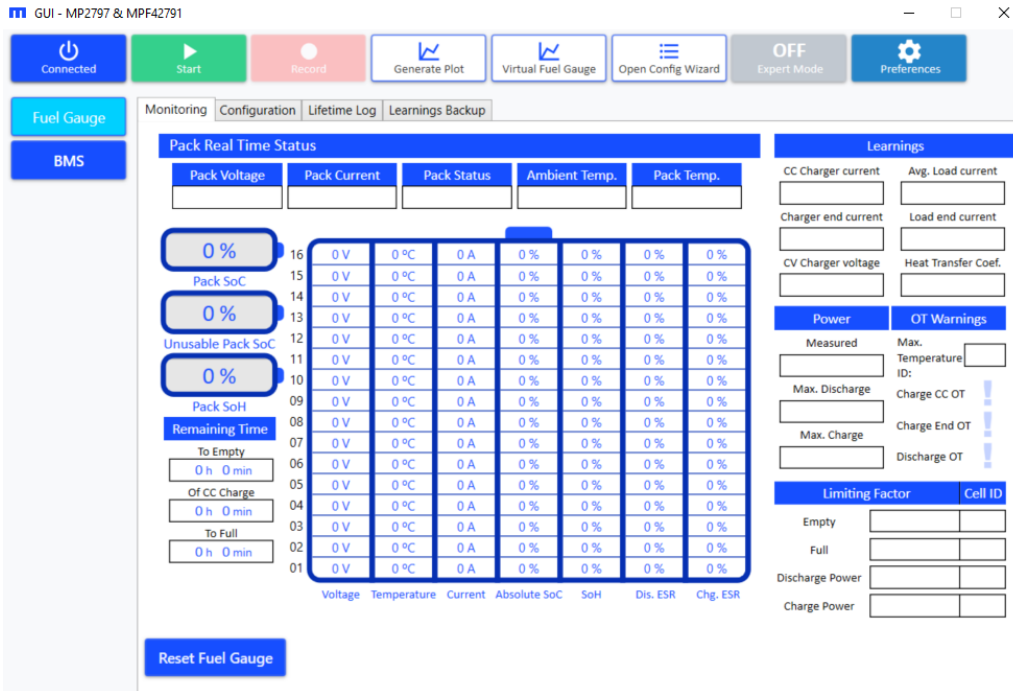 GUI - MP2797 & MPF42791
Connected
Start
Record
Generate Plot
Virtual Fuel Gauge
Open Config Wizard
OFF
Expert Mode
Preferences
Fuel Gauge
BMS
Monitoring Configuration Lifetime Log Learnings Backup
Pack Real Time Status
Pack Voltage Pack Current Pack Status Ambient Temp. Pack Temp.
0 %
Pack SoC
0 %
Unusable Pack SoC
0 %
Pack SoH
Remaining Time
To Empty
0 h 0 min
Of CC Charge
0 h 0 min
To Full
0 h 0 min
16 0 V 0 ºC 0 A 0 % 0 % 0 % 0 %
15 0 V 0 ºC 0 A 0 % 0 % 0 % 0 %
14 0 V 0 ºC 0 A 0 % 0 % 0 % 0 %
13 0 V 0 ºC 0 A 0 % 0 % 0 % 0 %
12 0 V 0 ºC 0 A 0 % 0 % 0 % 0 %
11 0 V 0 ºC 0 A 0 % 0 % 0 % 0 %
10 0 V 0 ºC 0 A 0 % 0 % 0 % 0 %
09 0 V 0 ºC 0 A 0 % 0 % 0 % 0 %
08 0 V 0 ºC 0 A 0 % 0 % 0 % 0 %
07 0 V 0 ºC 0 A 0 % 0 % 0 % 0 %
06 0 V 0 ºC 0 A 0 % 0 % 0 % 0 %
05 0 V 0 ºC 0 A 0 % 0 % 0 % 0 %
04 0 V 0 ºC 0 A 0 % 0 % 0 % 0 %
03 0 V 0 ºC 0 A 0 % 0 % 0 % 0 %
02 0 V 0 ºC 0 A 0 % 0 % 0 % 0 %
01 0 V 0 ºC 0 A 0 % 0 % 0 % 0 %
Voltage Temperature Current Absolute SoC SoH Dis. ESR Chg. ESR
Reset Fuel Gauge
Learnings
CC Charger current Avg. Load current
Charger end current Load end current
CV Charger voltage Heat Transfer Coef.
Power
Measured
Max. Discharge
Max. Charge
OT Warnings
Max.
Temperature
ID:
Charge CC OT !
Charge End OT !
Discharge OT !
Limiting Factor Cell ID
Empty
Full
Discharge Power
Charge Power